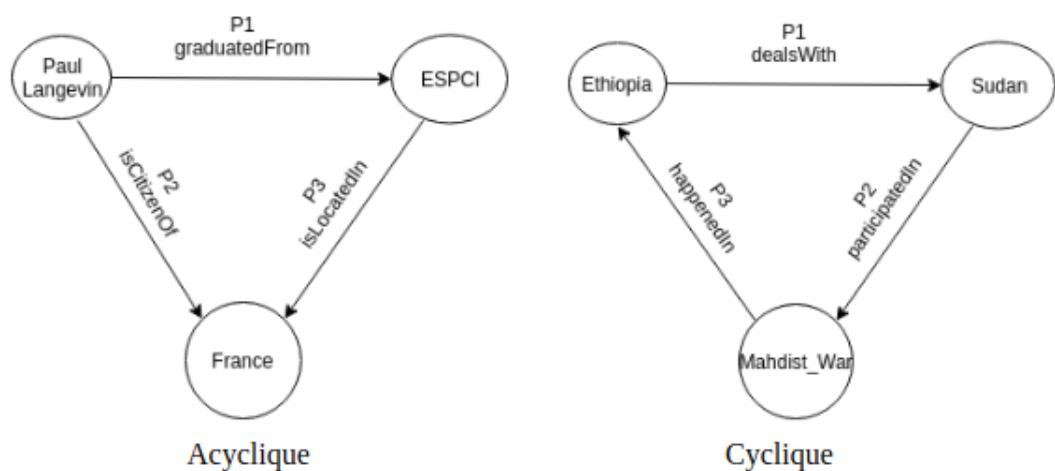 P1
graduatedFrom
Paul
Langevin
ESPCI
P2
isCitizenOf
P3
isLocatedIn
France
Acyclique
P1
dealsWith
Ethiopia
Sudan
P3
happenedIn
P2
participatedIn
Mahdist_War
Cyclique